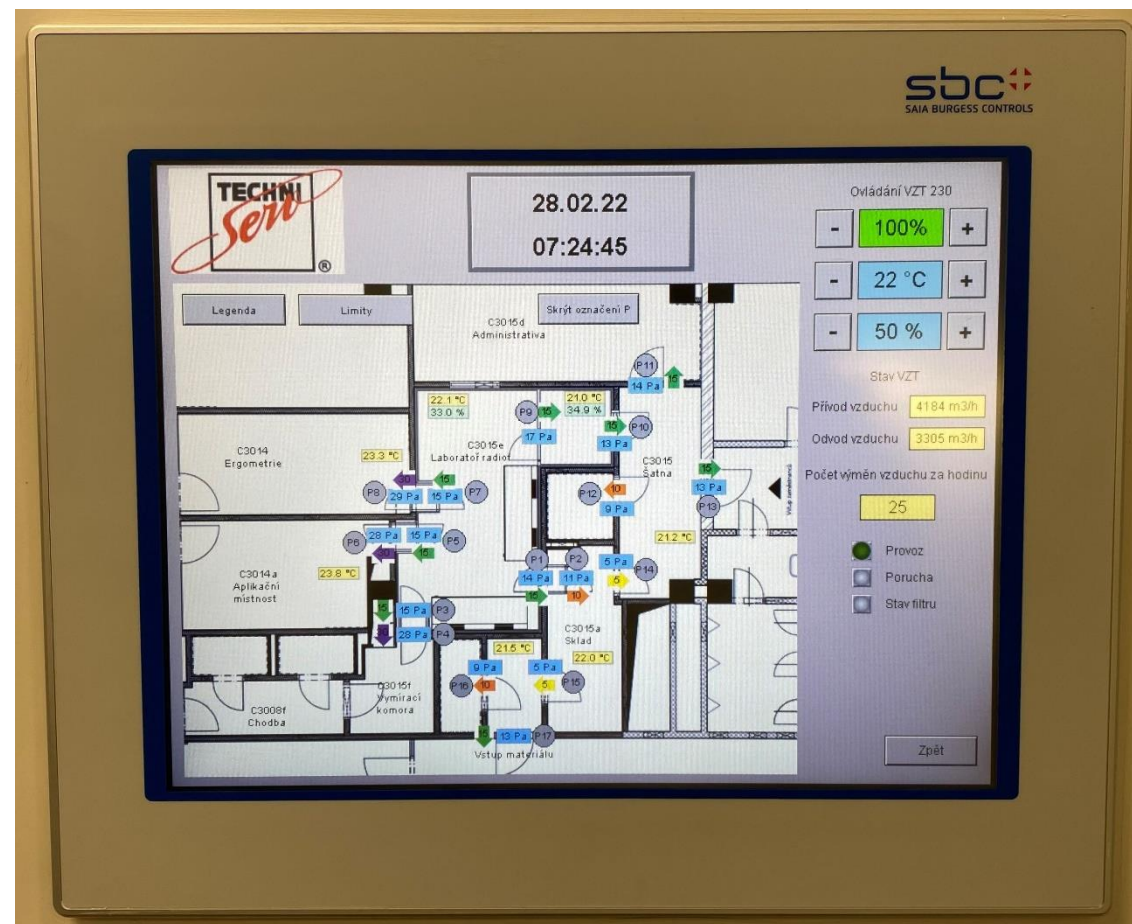 sbc
SAIA BURGESS CONTROLS
TECHNI
Serv
®
28.02.22
07:24:45
Ovládání VZT 230
- 100% +
- 22 °C +
- 50 % +
Stav VZT
Přívod vzduchu 4184 m3/h
Odvod vzduchu 3305 m3/h
Počet výměn vzduchu za hodinu
25
Provoz
Porucha
Stav filtru
Zpět
Legenda
Limity
Skrýt označení P
C3015d
Administrativa
P11
14 Pa
15
22.1 °C
33.0 %
21.0 °C
34.9 %
P9
15
17 Pa
15
P10
13 Pa
C3014
Ergometrie
23.3 °C
C3015e
Laboratoř radiof
C3015
Šatna
15
13 Pa
P13
Vstup zaměstnanců
30
15
P8
29 Pa
15 Pa
P7
P12
10
9 Pa
P6
28 Pa
15 Pa
P5
30
15
21.2 °C
C3014a
Aplikační
místnost
23.8 °C
P1
P2
14 Pa
11 Pa
15
10
5 Pa
P14
5
15
15 Pa
P3
30
28 Pa
P4
C3015a
Sklad
21.5 °C
22.0 °C
9 Pa
P16
10
5 Pa
5
P15
C3008f
Chodba
C3015f
Vymírací
komora
15
13 Pa
P17
Vstup materiálu